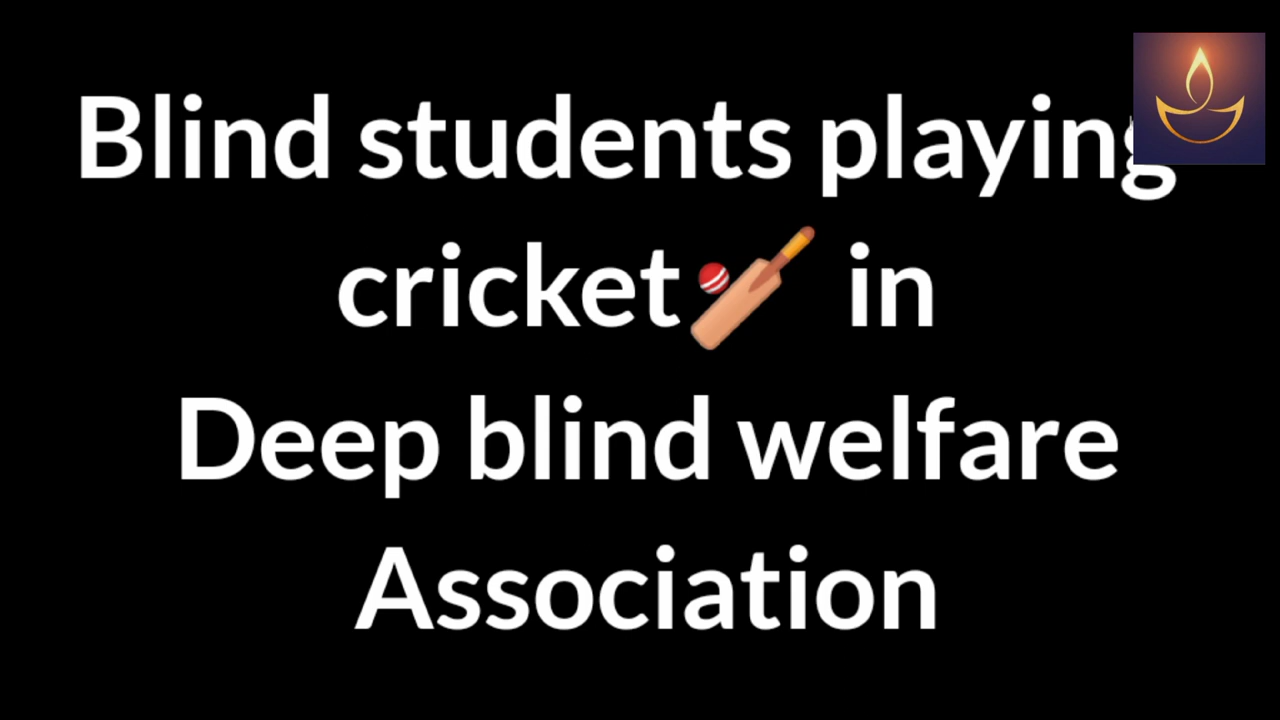 Blind students playing
cricket🏏 in
Deep blind welfare
Association